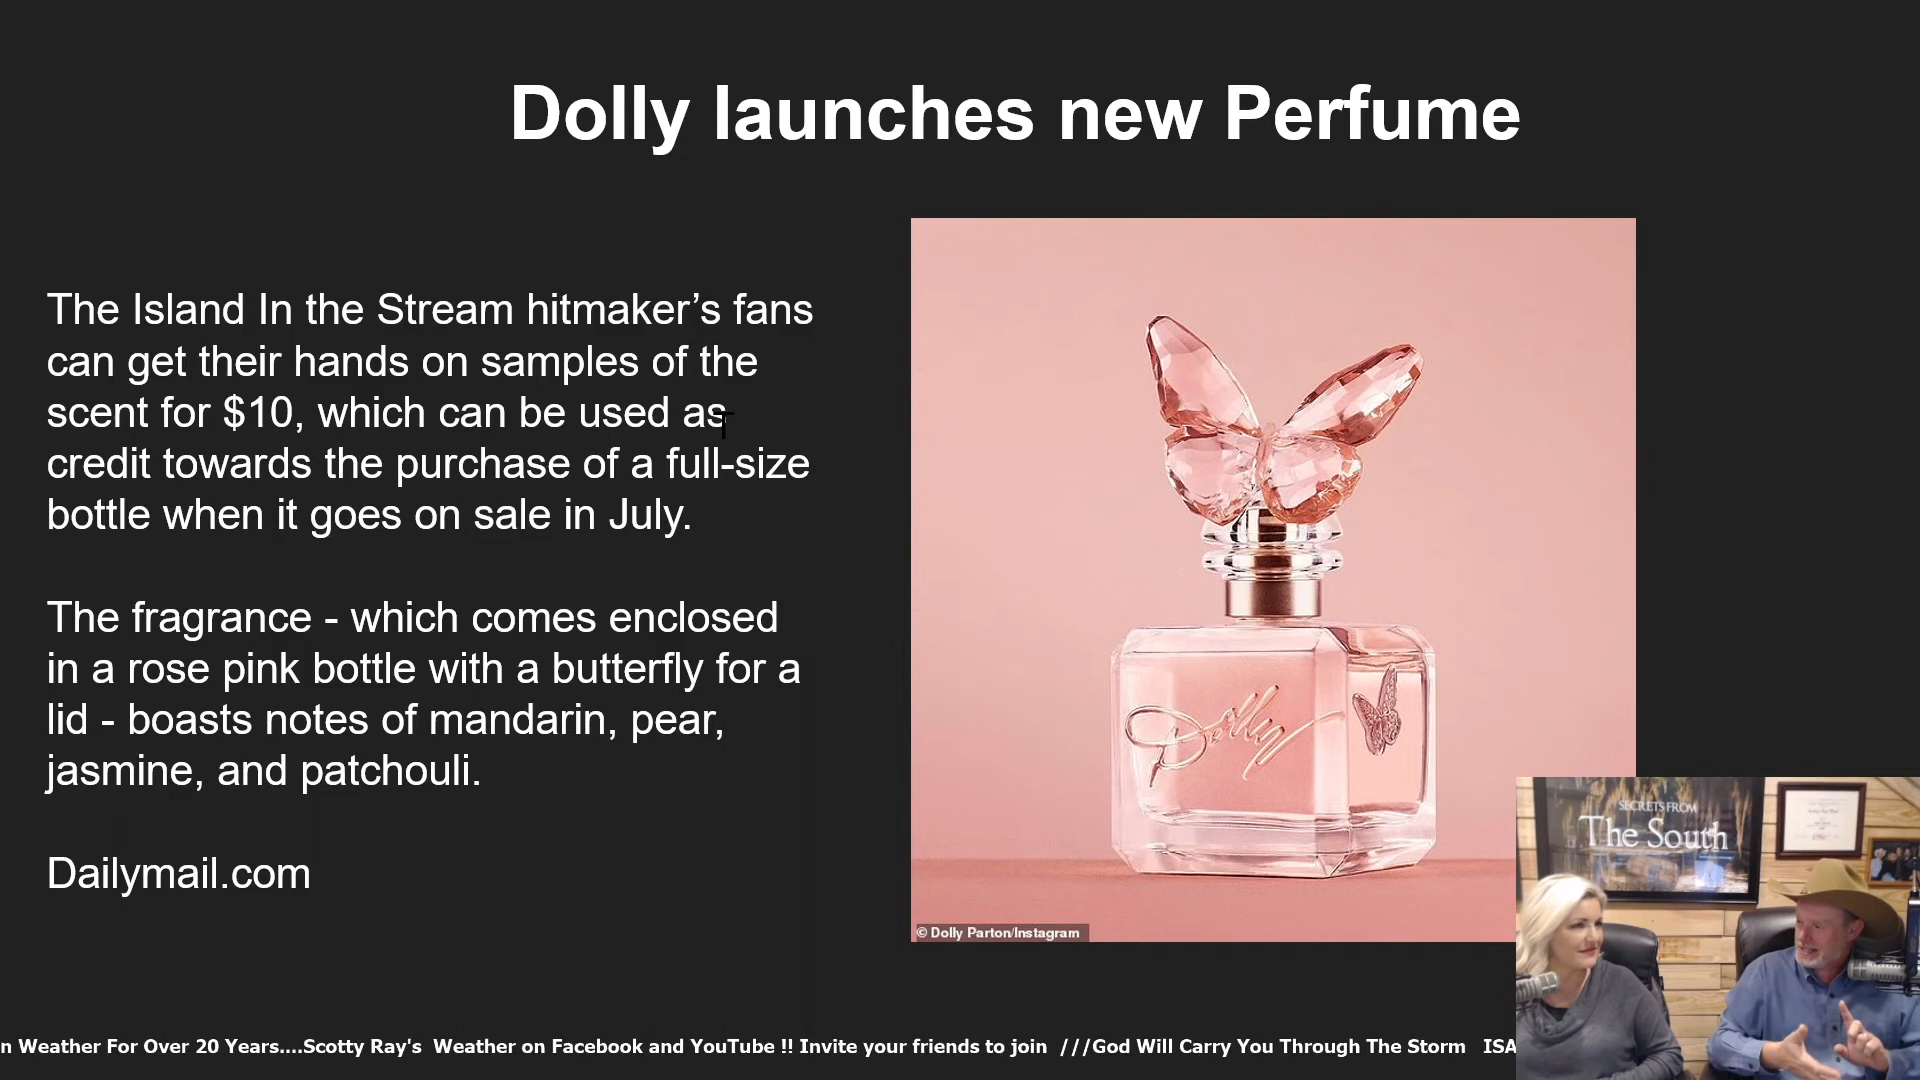 Dolly launches new Perfume
The Island In the Stream hitmaker’s fans
can get their hands on samples of the
scent for $10, which can be used as
credit towards the purchase of a full-size
bottle when it goes on sale in July.
The fragrance - which comes enclosed
in a rose pink bottle with a butterfly for a
lid - boasts notes of mandarin, pear,
jasmine, and patchouli.
Dailymail.com
Dolly
© Dolly Parton/Instagram
SECRETS FROM
The South
n Weather For Over 20 Years....Scotty Ray's  Weather on Facebook and YouTube !! Invite your friends to join  ///God Will Carry You Through The Storm   ISA